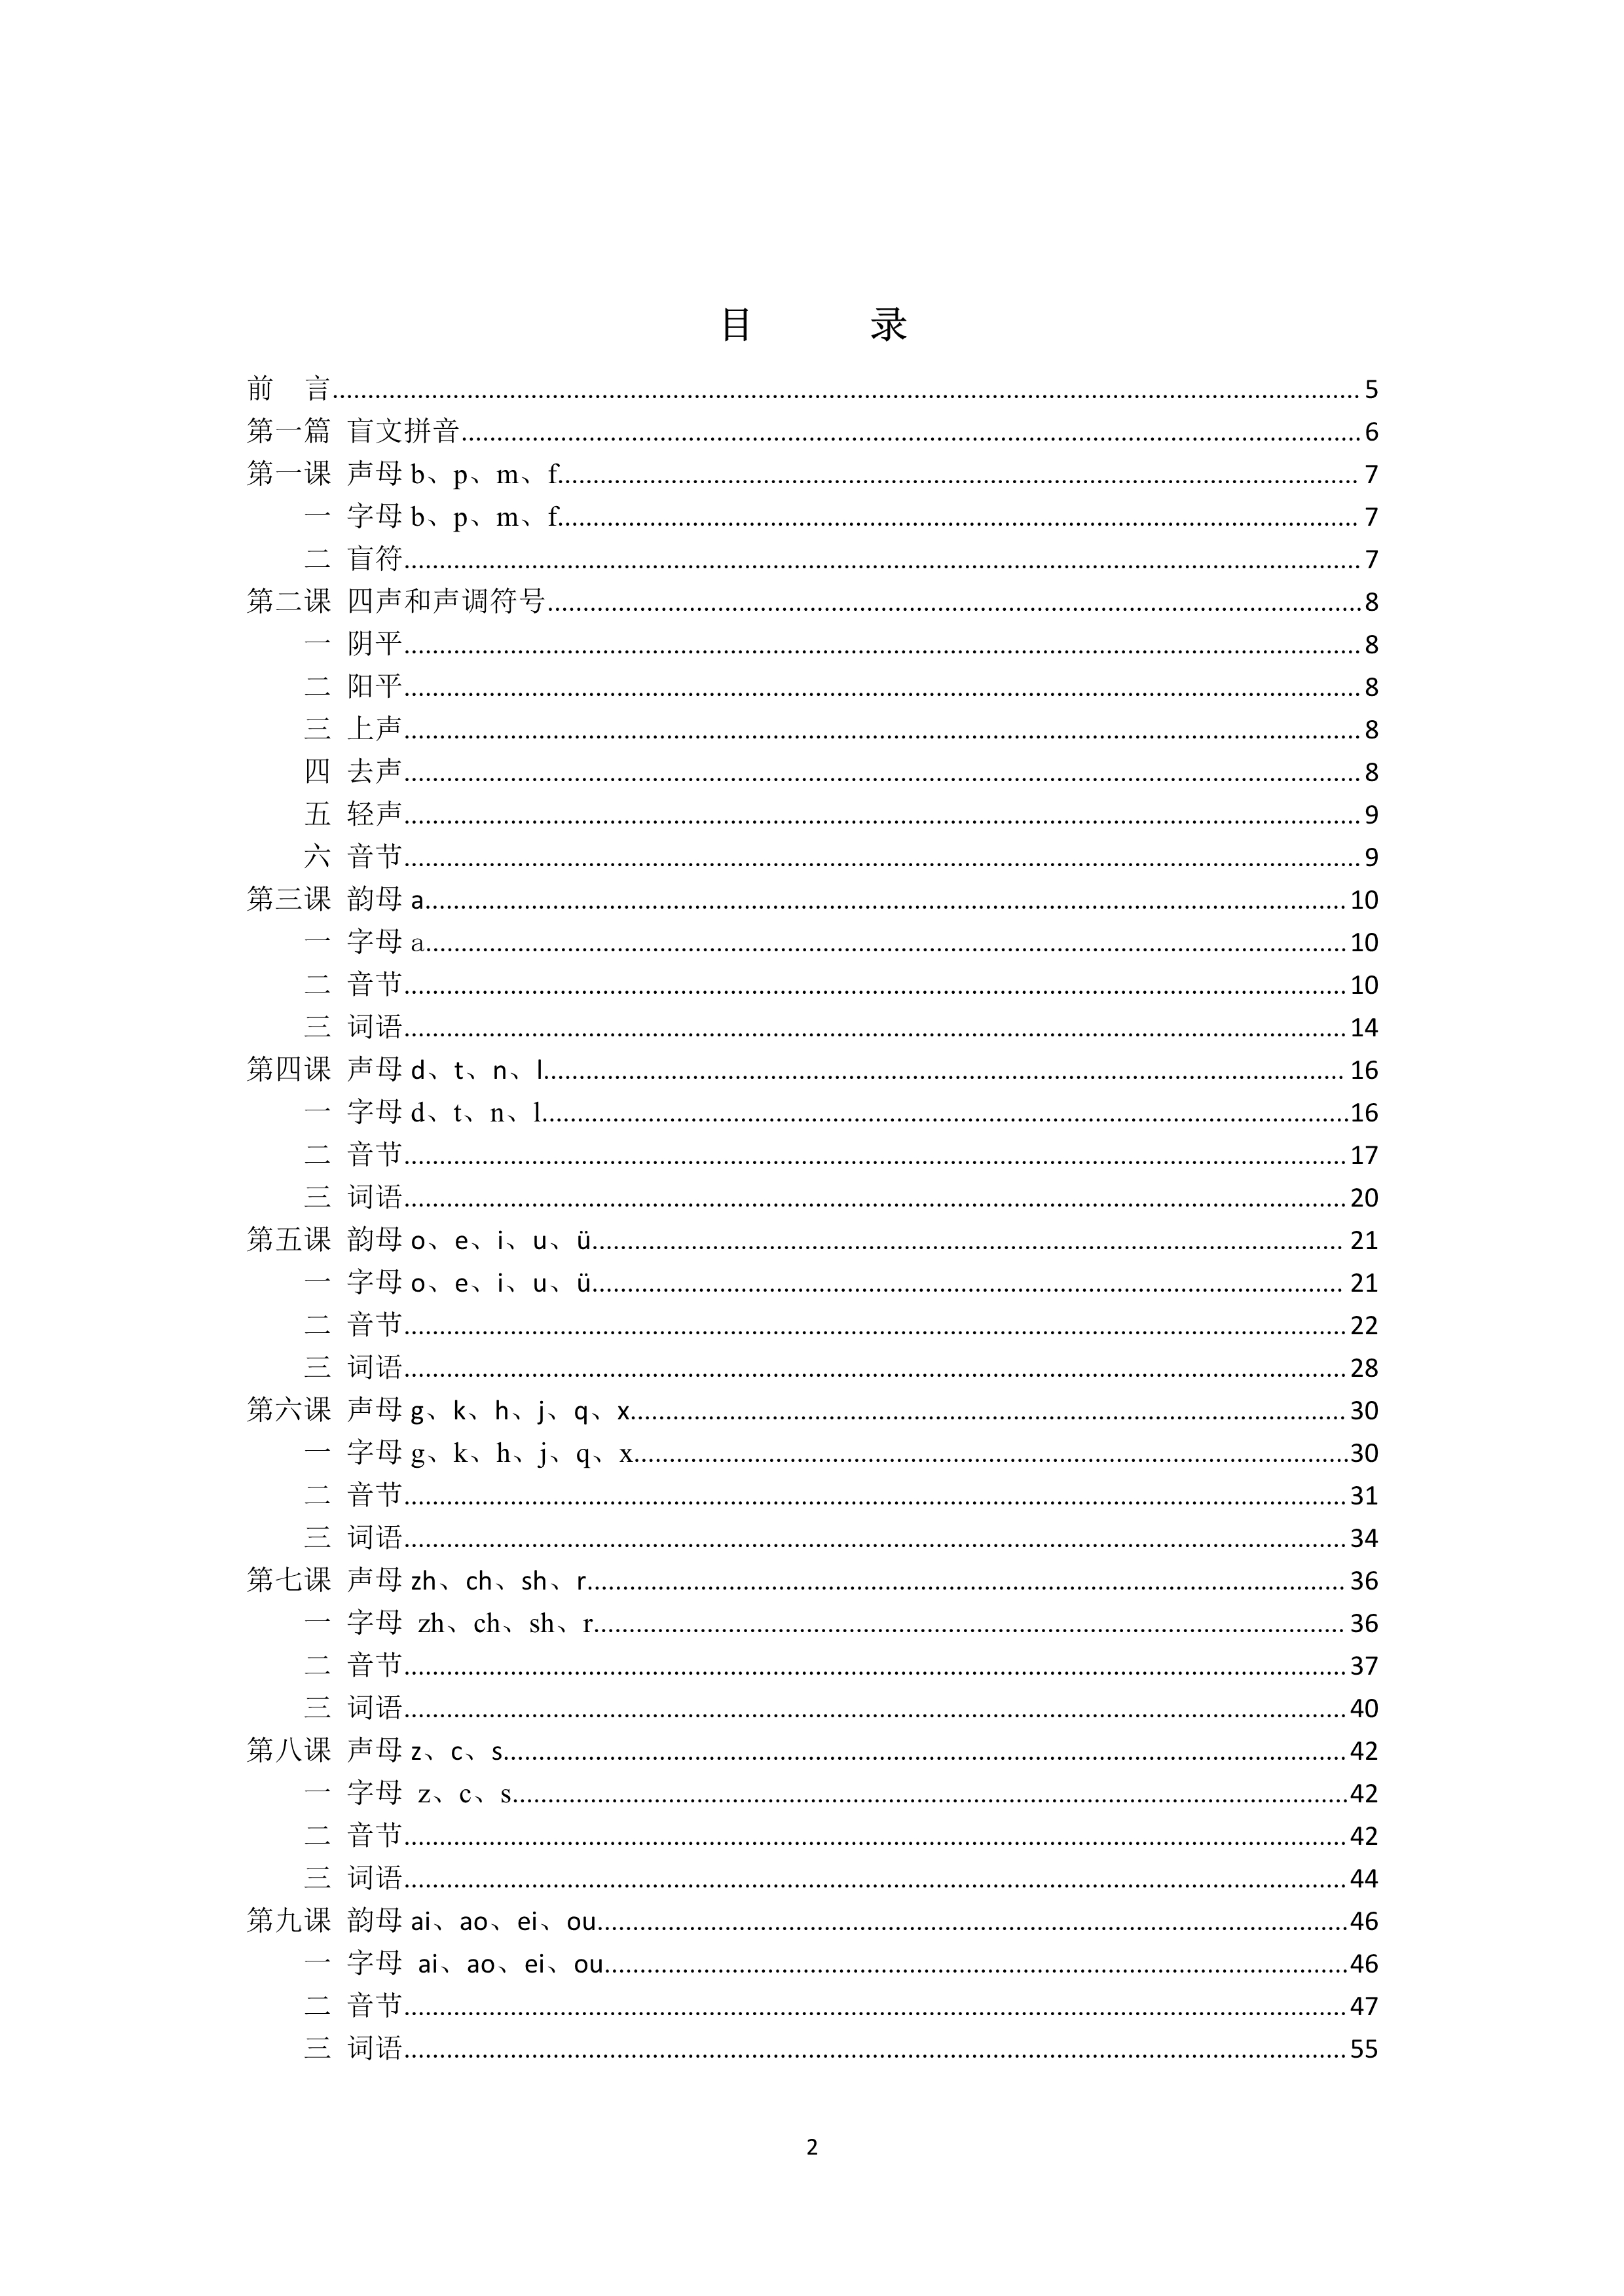 目 录
前 言........................5
第一篇 盲文拼音........................6
第一课 声母 b、p、m、f........................7
一 字母 b、p、m、f........................7
二 盲符........................7
第二课 四声和声调符号........................8
一 阴平........................8
二 阳平........................8
三 上声........................8
四 去声........................8
五 轻声........................9
六 音节........................9
第三课 韵母 a........................10
一 字母 a........................10
二 音节........................10
三 词语........................14
第四课 声母 d、t、n、l........................16
一 字母 d、t、n、l........................16
二 音节........................17
三 词语........................20
第五课 韵母 o、e、i、u、ü........................21
一 字母 o、e、i、u、ü........................21
二 音节........................22
三 词语........................28
第六课 声母 g、k、h、j、q、x........................30
一 字母 g、k、h、j、q、x........................30
二 音节........................31
三 词语........................34
第七课 声母 zh、ch、sh、r........................36
一 字母 zh、ch、sh、r........................36
二 音节........................37
三 词语........................40
第八课 声母 z、c、s........................42
一 字母 z、c、s........................42
二 音节........................42
三 词语........................44
第九课 韵母 ai、ao、ei、ou........................46
一 字母 ai、ao、ei、ou........................46
二 音节........................47
三 词语........................55
2